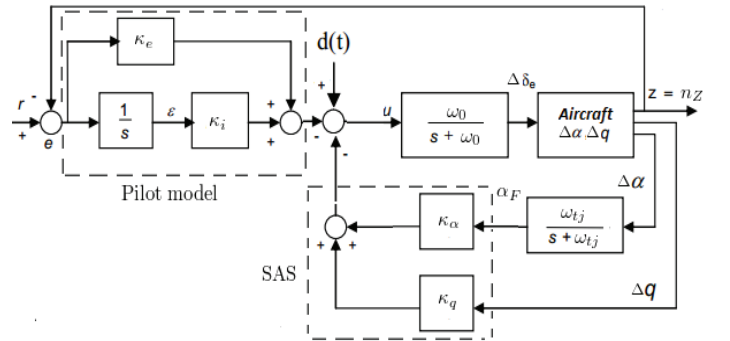 κe
d(t)
+
Δδe
r
-
+
e
1/s
ε
κi
+
+
-
-
u
ω0/(s + ω0)
Aircraft
Δα,Δq
z = nZ
Pilot model
Δα
αF
κα
ωtj/(s + ωtj)
+
+
SAS
κq
Δq